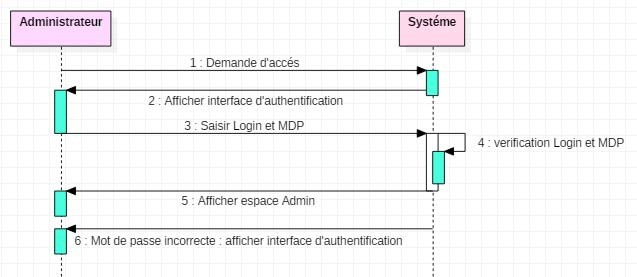 Administrateur
Systéme
1 : Demande d'accés
2 : Afficher interface d'authentification
3 : Saisir Login et MDP
4 : verification Login et MDP
5 : Afficher espace Admin
6 : Mot de passe incorrecte : afficher interface d'authentification